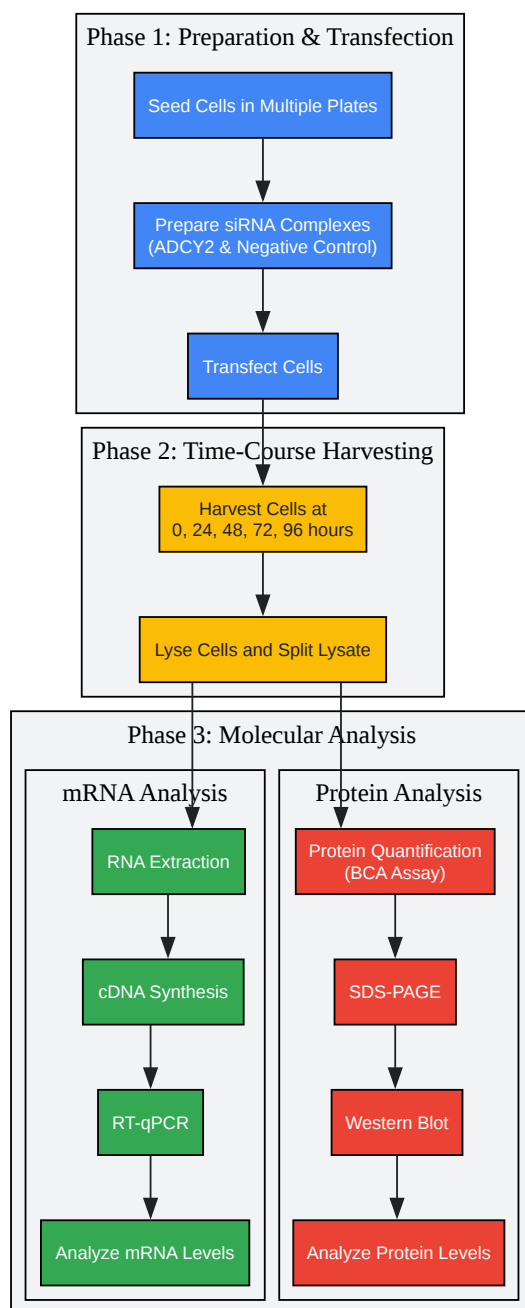 Phase 1: Preparation & Transfection
Seed Cells in Multiple Plates
Prepare siRNA Complexes
(ADCY2 & Negative Control)
Transfect Cells
Phase 2: Time-Course Harvesting
Harvest Cells at
0, 24, 48, 72, 96 hours
Lyse Cells and Split Lysate
Phase 3: Molecular Analysis
mRNA Analysis
RNA Extraction
cDNA Synthesis
RT-qPCR
Analyze mRNA Levels
Protein Analysis
Protein Quantification
(BCA Assay)
SDS-PAGE
Western Blot
Analyze Protein Levels